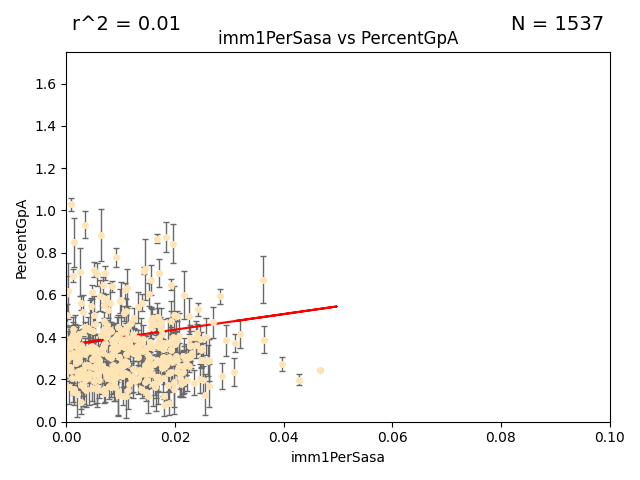 r^2 = 0.01
N = 1537
imm1PerSasa vs PercentGpA
PercentGpA
1.6
1.4
1.2
1.0
0.8
0.6
0.4
0.2
0.0
0.00 0.02 0.04 0.06 0.08 0.10
imm1PerSasa